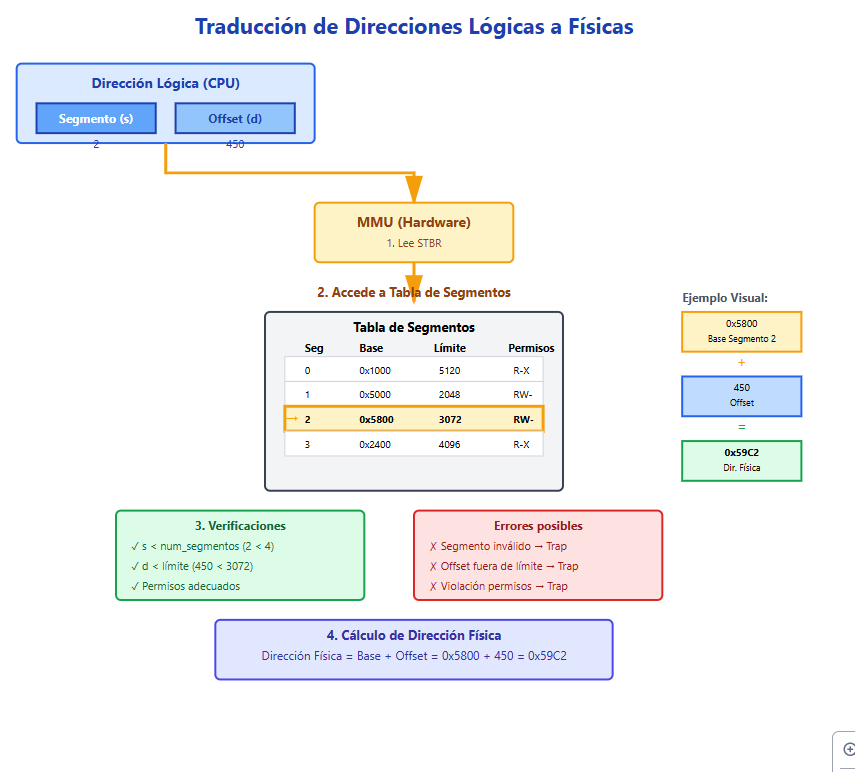 Traducción de Direcciones Lógicas a Físicas
Dirección Lógica (CPU)
Segmento (s) Offset (d)
2 450
MMU (Hardware)
1. Lee STBR
2. Accede a Tabla de Segmentos
Tabla de Segmentos
Seg Base Límite Permisos
0 0x1000 5120 R-X
1 0x5000 2048 RW-
→ 2 0x5800 3072 RW-
3 0x2400 4096 R-X
Ejemplo Visual:
0x5800
Base Segmento 2
+
450
Offset
=
0x59C2
Dir. Física
3. Verificaciones
✓ s < num_segmentos (2 < 4)
✓ d < límite (450 < 3072)
✓ Permisos adecuados
Errores posibles
✗ Segmento inválido → Trap
✗ Offset fuera de límite → Trap
✗ Violación permisos → Trap
4. Cálculo de Dirección Física
Dirección Física = Base + Offset = 0x5800 + 450 = 0x59C2